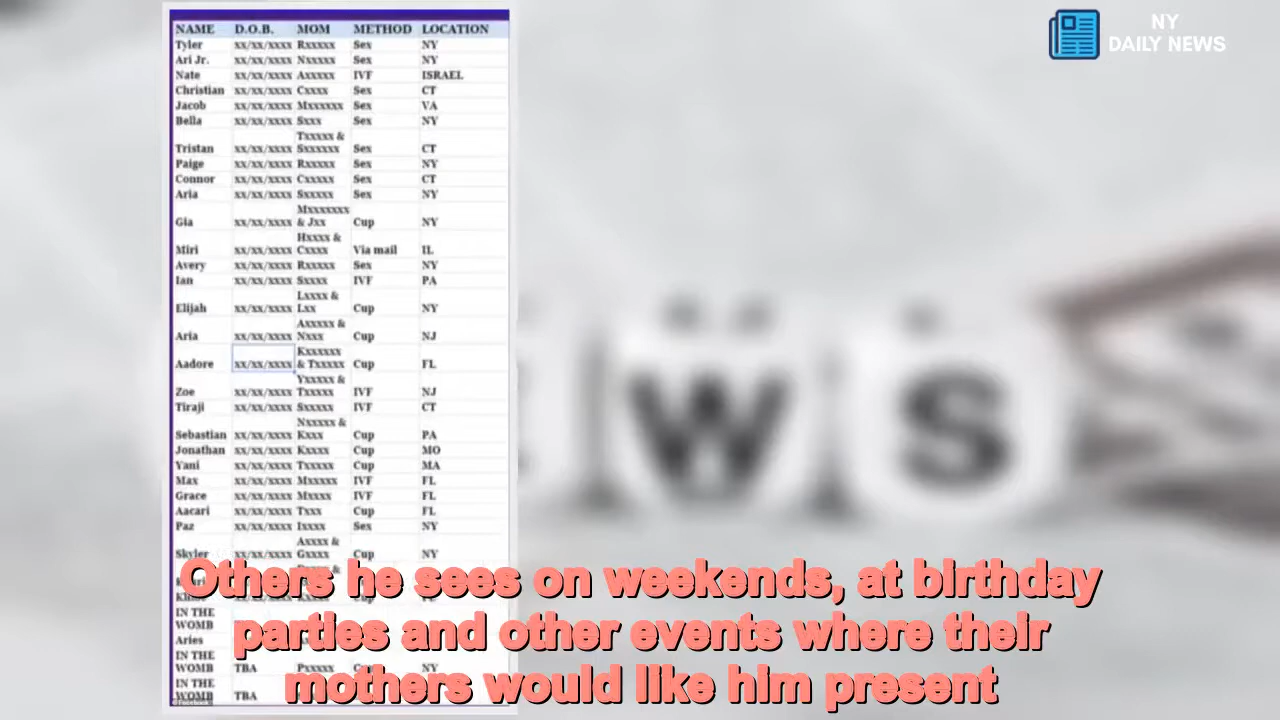 NY
DAILY NEWS
NAME D.O.B. MOM METHOD LOCATION
Tyler xx/xx/xxxx Rxxxxx Sex NY
Ari Jr. xx/xx/xxxx Nxxxxx Sex NY
Nate xx/xx/xxxx Axxxxx IVF ISRAEL
Christian xx/xx/xxxx Cxxxx Sex CT
Jacob xx/xx/xxxx Mxxxxxx Sex VA
Bella xx/xx/xxxx Sxxx Sex NY
Txxxxx &
Tristan xx/xx/xxxx Sxxxxxx Sex CT
Paige xx/xx/xxxx Rxxxxx Sex NY
Connor xx/xx/xxxx Cxxxxx Sex CT
Aria xx/xx/xxxx Sxxxxx Sex NY
Mxxxxxxx
Gia xx/xx/xxxx & Jxx Cup NY
Hxxxx &
Miri xx/xx/xxxx Cxxxx Via mail IL
Avery xx/xx/xxxx Rxxxxx Sex NY
Ian xx/xx/xxxx Sxxxx IVF PA
Lxxxx &
Elijah xx/xx/xxxx Lxx Cup NY
Axxxxx &
Aria xx/xx/xxxx Nxxx Cup NJ
Kxxxxxx
Aadore xx/xx/xxxx & Txxxxx Cup FL
Yxxxxx &
Zoe xx/xx/xxxx Txxxxx IVF NJ
Tiraji xx/xx/xxxx Sxxxxx IVF CT
Nxxxxx &
Sebastian xx/xx/xxxx Kxxx Cup PA
Jonathan xx/xx/xxxx Kxxxx Cup MO
Yani xx/xx/xxxx Txxxxx Cup MA
Max xx/xx/xxxx Mxxxxx IVF FL
Grace xx/xx/xxxx Mxxxx IVF FL
Aacari xx/xx/xxxx Txxx Cup FL
Paz xx/xx/xxxx Ixxxx Sex NY
Axxxx &
Skyler xx/xx/xxxx Gxxxx Cup NY
IN THE
WOMB
Aries
IN THE
WOMB TBA Pxxxxx NY
IN THE
WOMB TBA
W S
Others he sees on weekends, at birthday
parties and other events where their
mothers would like him present